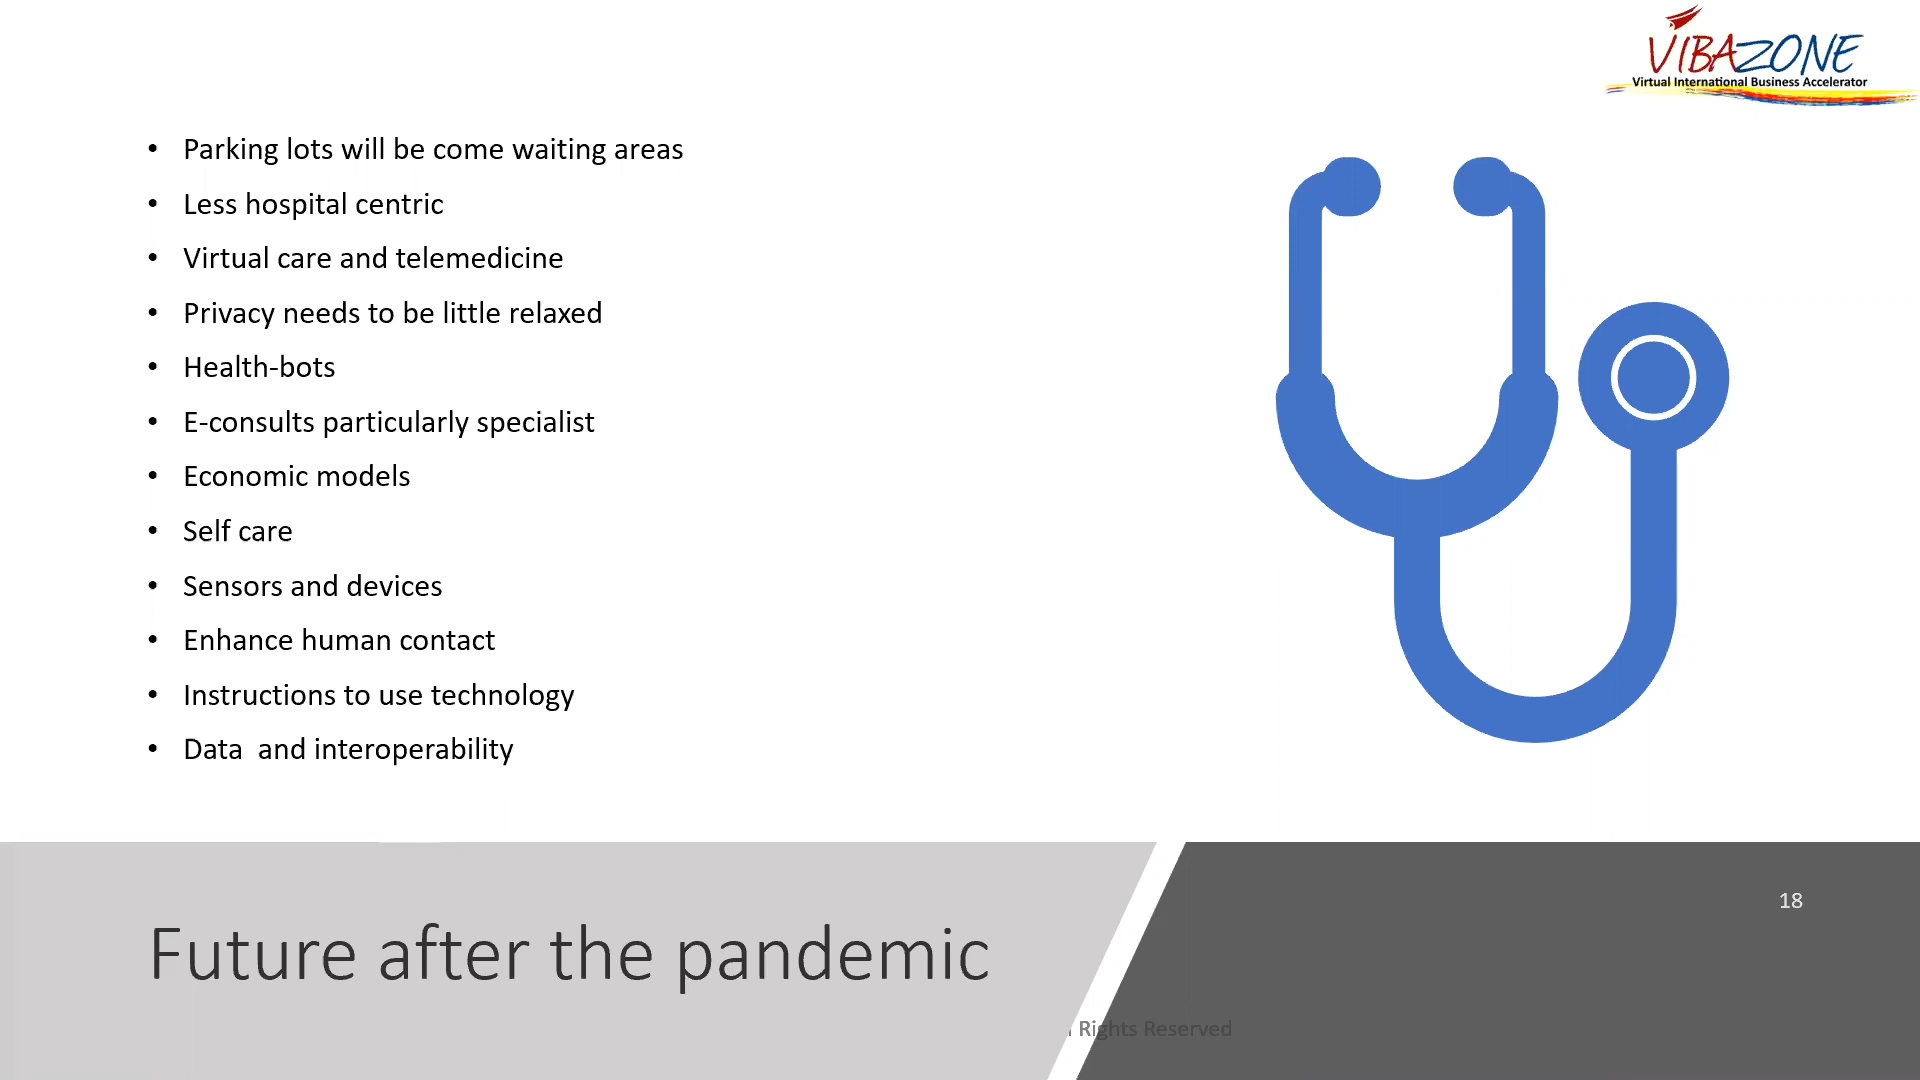 VIBAZONE
Virtual International Business Accelerator
• Parking lots will be come waiting areas
• Less hospital centric
• Virtual care and telemedicine
• Privacy needs to be little relaxed
• Health-bots
• E-consults particularly specialist
• Economic models
• Self care
• Sensors and devices
• Enhance human contact
• Instructions to use technology
• Data  and interoperability
18
Future after the pandemic
Rights Reserved